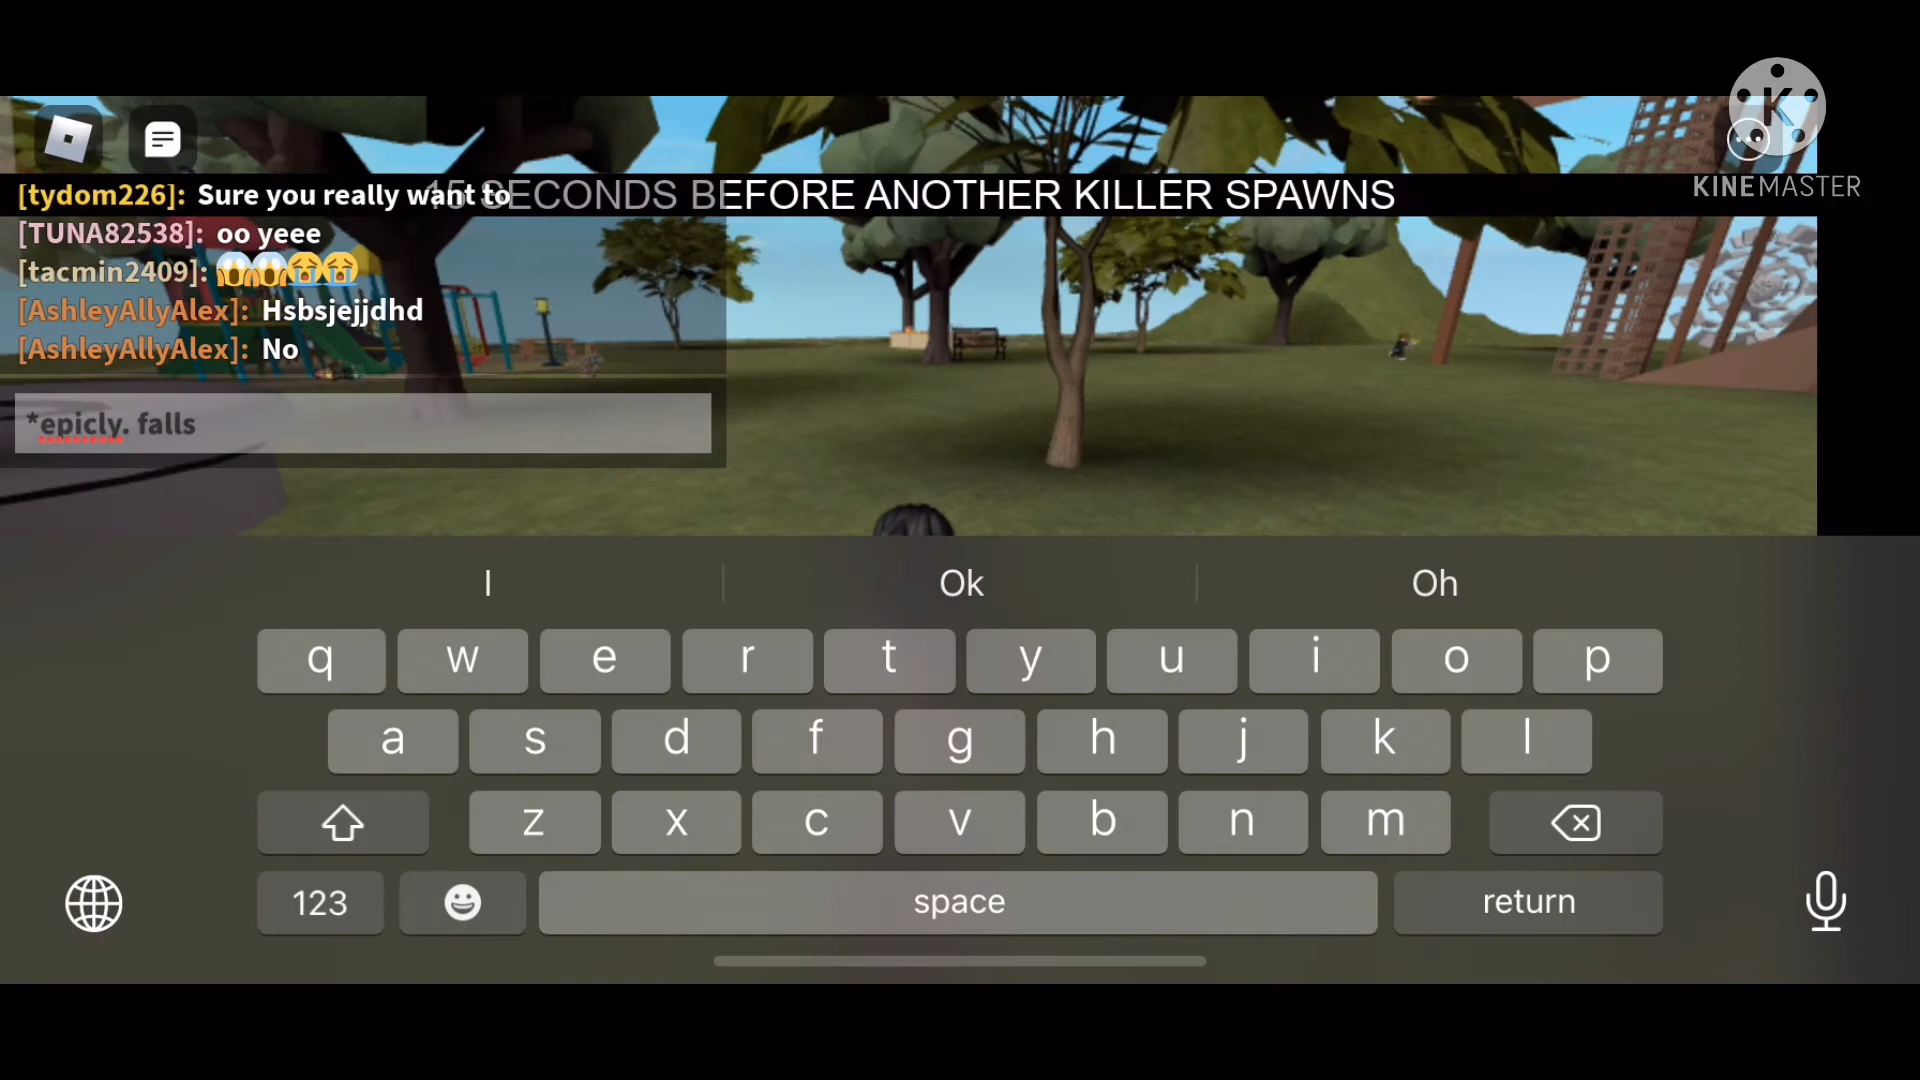 [tydom226]: Sure you really want to
15 SECONDS BEFORE ANOTHER KILLER SPAWNS
KINEMASTER
[TUNA82538]: oo yeee
[tacmin2409]: 😱😱😭😭
[AshleyAllyAlex]: Hsbsjejjdhd
[AshleyAllyAlex]: No
*epicly. falls
I Ok Oh
q w e r t y u i o p
a s d f g h j k l
z x c v b n m
123 space return